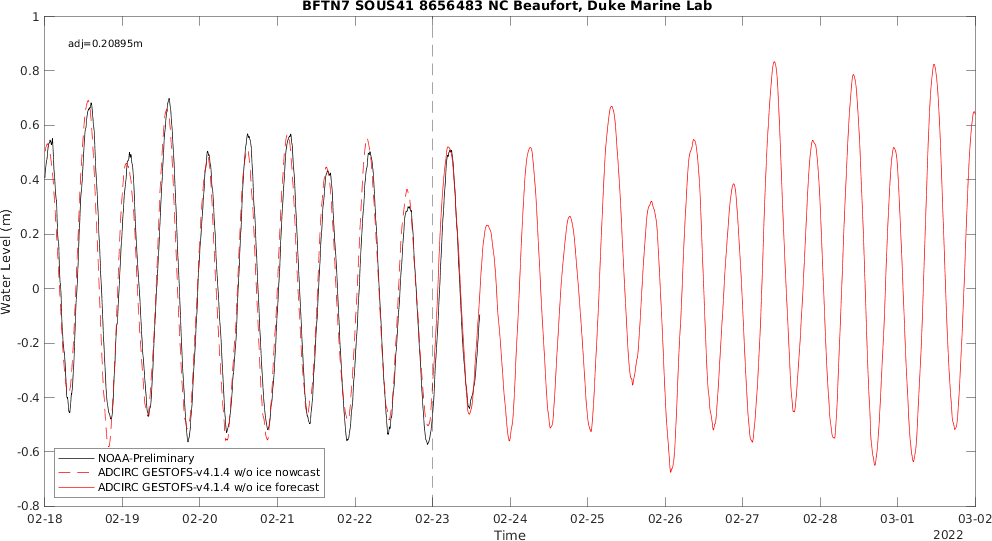 BFTN7 SOUS41 8656483 NC Beaufort, Duke Marine Lab
adj=0.20895m
Water Level (m)
1
0.8
0.6
0.4
0.2
0
-0.2
-0.4
-0.6
-0.8
NOAA-Preliminary
ADCIRC GESTOFS-v4.1.4 w/o ice nowcast
ADCIRC GESTOFS-v4.1.4 w/o ice forecast
02-18 02-19 02-20 02-21 02-22 02-23 02-24 02-25 02-26 02-27 02-28 03-01 03-02
Time
2022